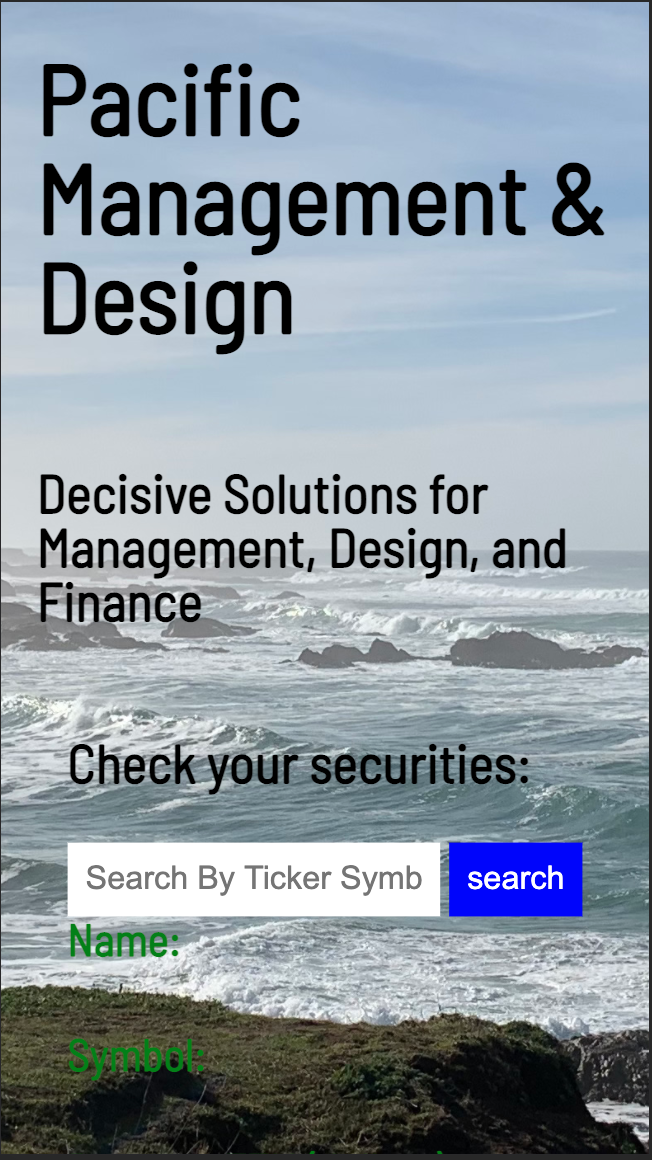 Pacific
Management &
Design
Decisive Solutions for
Management, Design, and
Finance
Check your securities:
Search By Ticker Symb
search
Name:
Symbol: